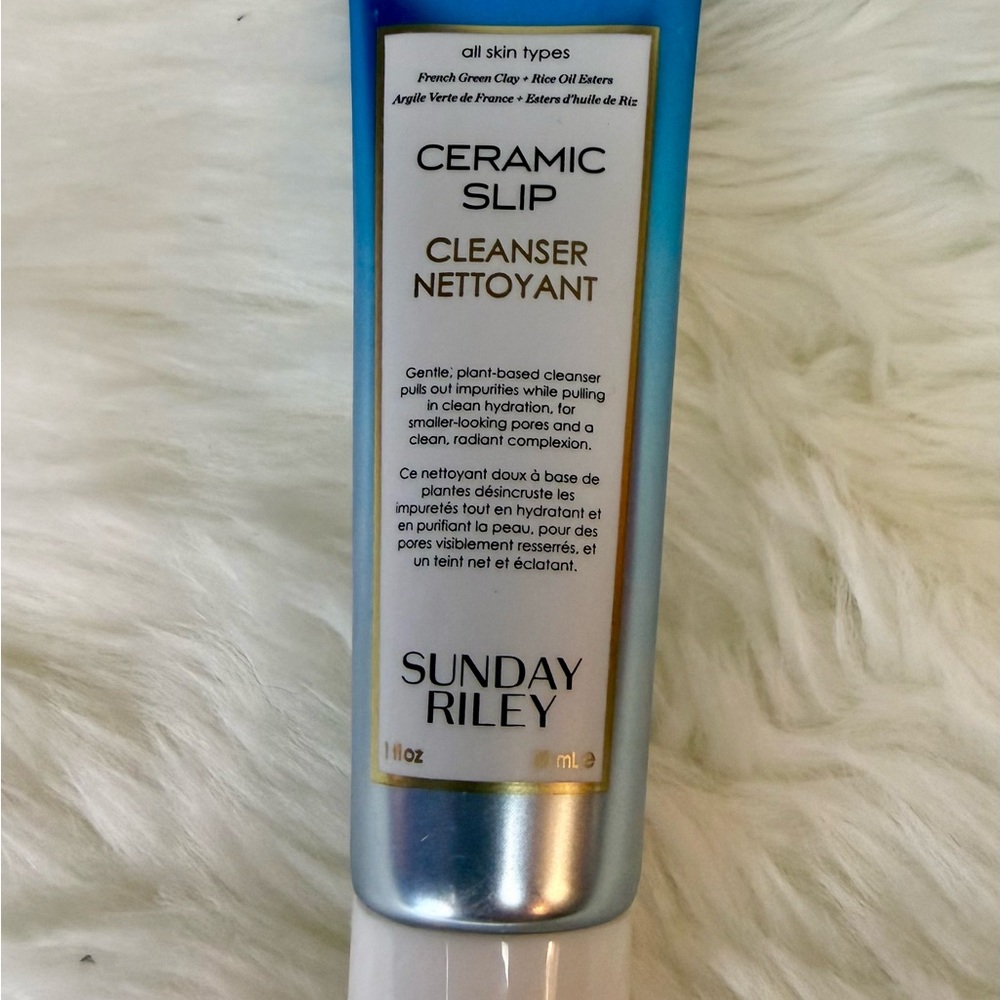 all skin types
French Green Clay + Rice Oil Esters
Argile Verte de France + Esters d'huile de Riz
CERAMIC
SLIP
CLEANSER
NETTOYANT
Gentle, plant-based cleanser
pulls out impurities while pulling
in clean hydration, for
smaller-looking pores and a
clean, radiant complexion.
Ce nettoyant doux à base de
plantes désincruste les
impuretés tout en hydratant et
en purifiant la peau, pour des
pores visiblement resserrés, et
un teint net et éclatant.
SUNDAY
RILEY
1 fl oz mL e